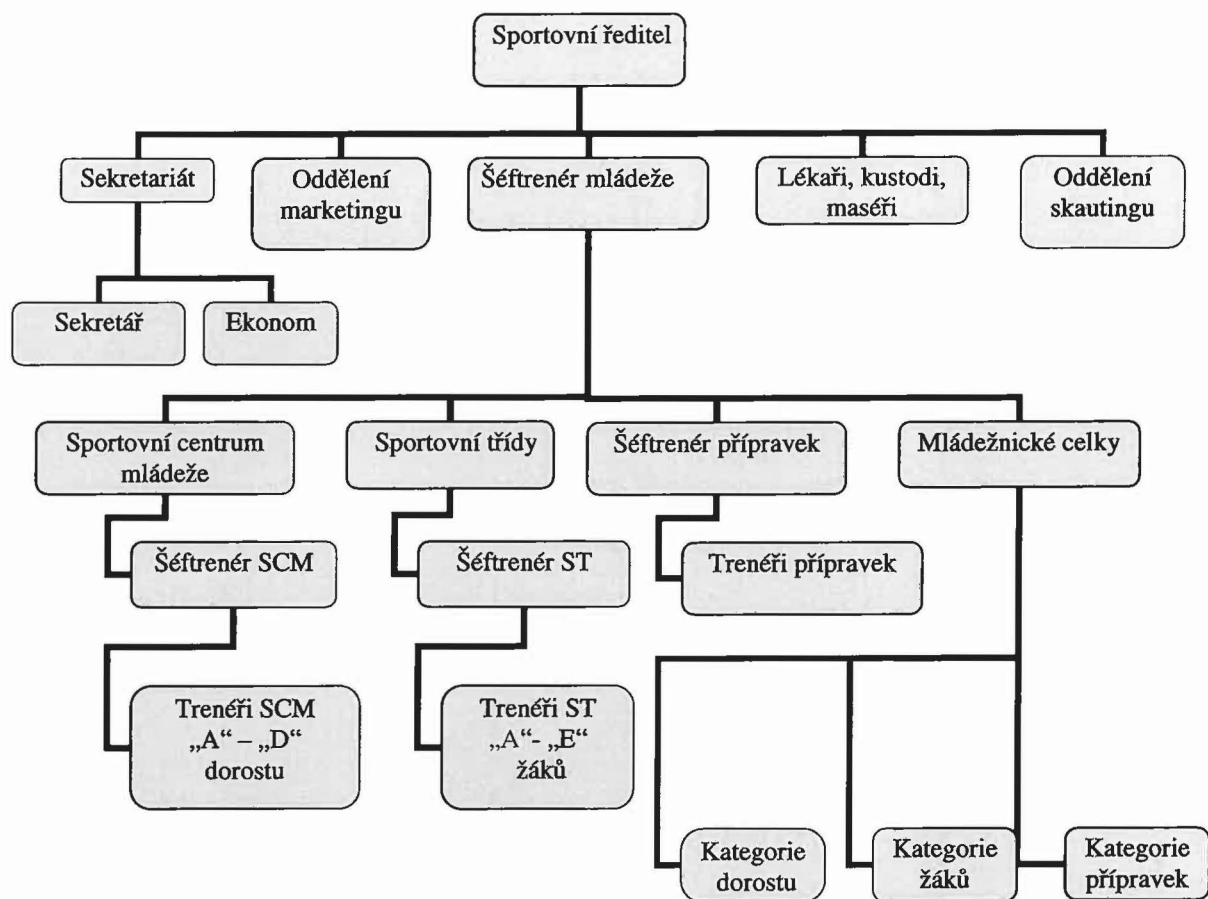 Sportovní ředitel
Sekretariát
Oddělení
marketingu
Šéftrenér mládeže
Lékaři, kustodi,
maséři
Oddělení
skautingu
Sekretář
Ekonom
Sportovní centrum
mládeže
Sportovní třídy
Šéftrenér přípravek
Mládežnické celky
Šéftrenér SCM
Šéftrenér ST
Trenéři přípravek
Trenéři SCM
„A“ – „D“
dorostu
Trenéři ST
„A“- „E“
žáků
Kategorie
dorostu
Kategorie
žáků
Kategorie
přípravek